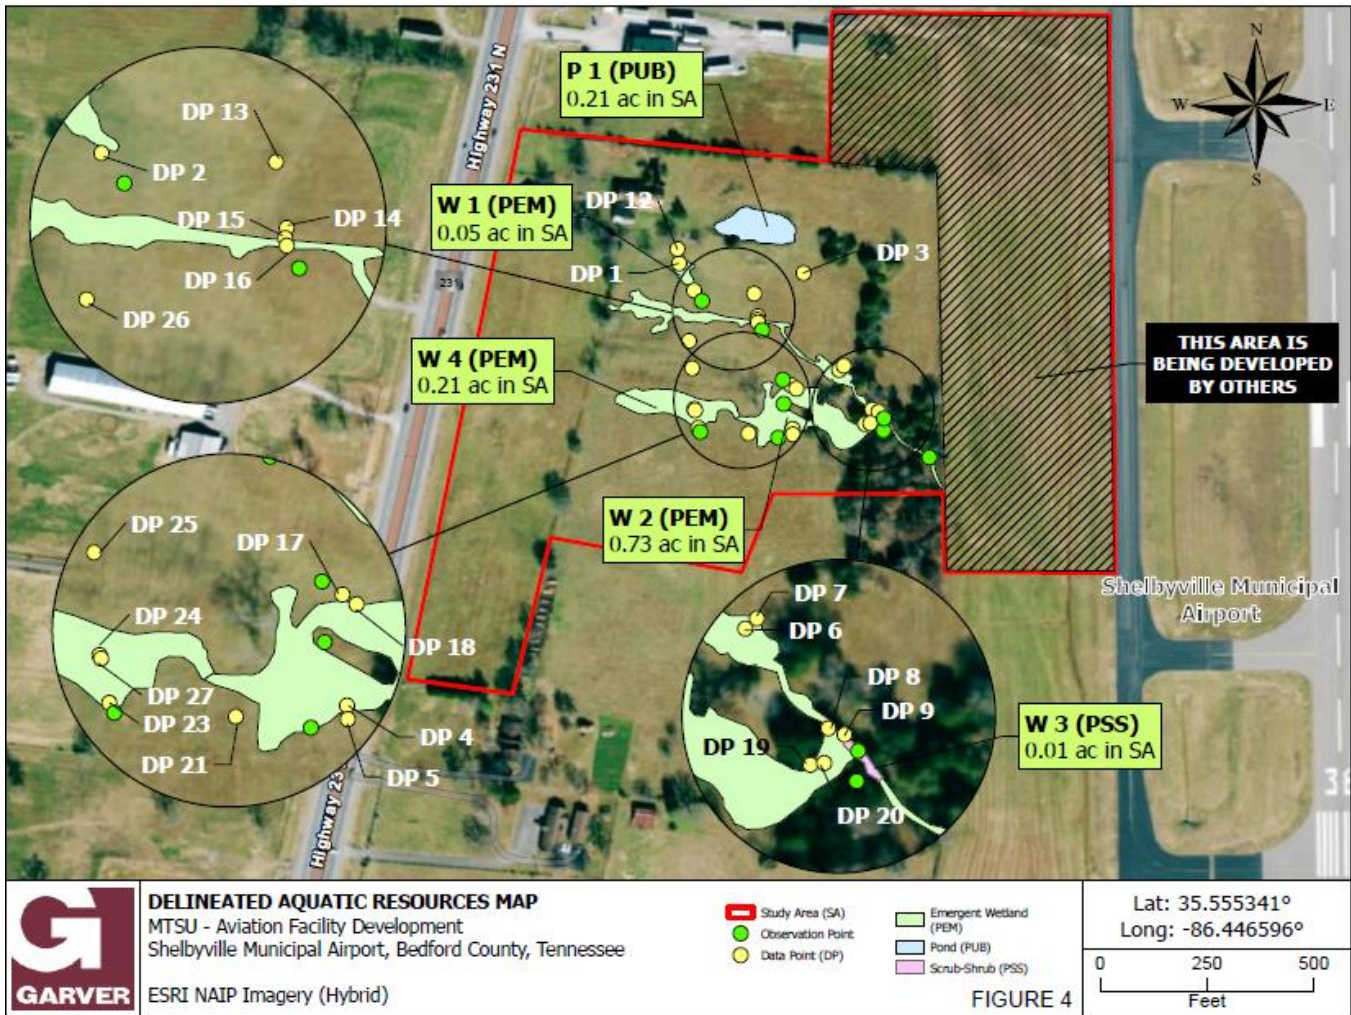 Highway 231 N
P 1 (PUB)
0.21 ac in SA
N
W
E
S
DP 13
DP 2
DP 15
DP 14
DP 16
DP 26
W 1 (PEM)
0.05 ac in SA
DP 12
DP 1
DP 3
231
W 4 (PEM)
0.21 ac in SA
THIS AREA IS
BEING DEVELOPED
BY OTHERS
W 2 (PEM)
0.73 ac in SA
DP 25
DP 17
DP 24
DP 18
DP 27
DP 23
DP 4
DP 21
DP 5
Shelbyville Municipal
Airport
DP 7
DP 6
DP 8
DP 9
DP 19
DP 20
W 3 (PSS)
0.01 ac in SA
Highway 23
GARVER
DELINEATED AQUATIC RESOURCES MAP
MTSU - Aviation Facility Development
Shelbyville Municipal Airport, Bedford County, Tennessee
ESRI NAIP Imagery (Hybrid)
Study Area (SA)
Observation Point
Data Point (DP)
Emergent Wetland
(PEM)
Pond (PUB)
Scrub-Shrub (PSS)
FIGURE 4
Lat: 35.555341°
Long: -86.446596°
0 250 500
Feet